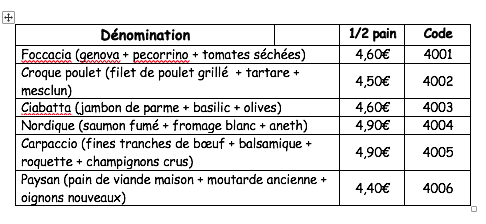 Dénomination 1/2 pain Code
Foccacia (genova + pecorrino + tomates séchées) 4,60€ 4001
Croque poulet (filet de poulet grillé + tartare +
mesclun) 4,50€ 4002
Ciabatta (jambon de parme + basilic + olives) 4,60€ 4003
Nordique (saumon fumé + fromage blanc + aneth) 4,90€ 4004
Carpaccio (fines tranches de bœuf + balsamique +
roquette + champignons crus) 4,90€ 4005
Paysan (pain de viande maison + moutarde ancienne +
oignons nouveaux) 4,40€ 4006